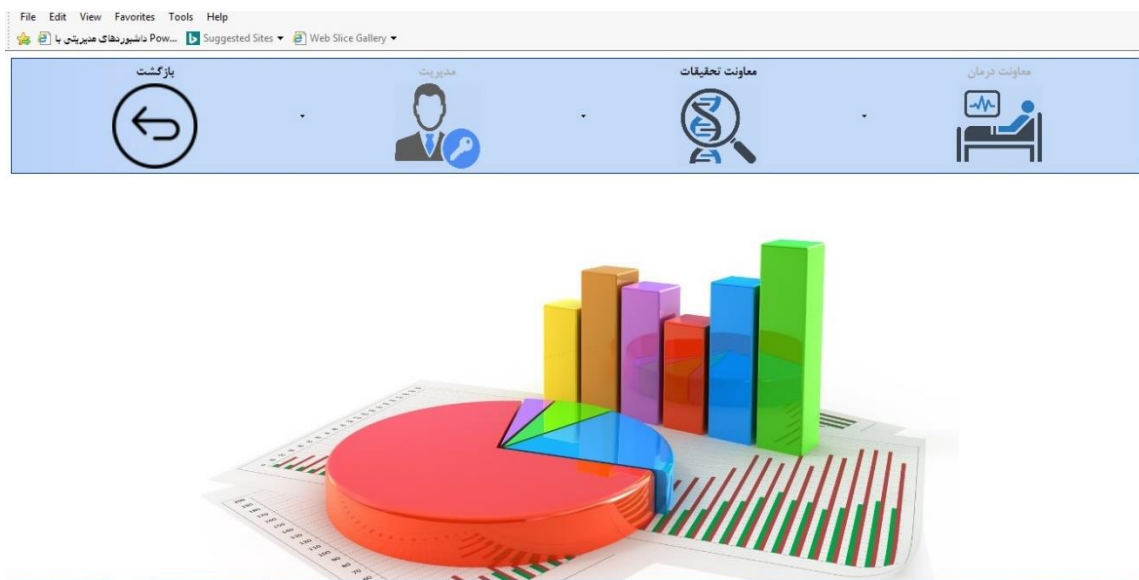 File Edit View Favorites Tools Help
داشبوردهای مدیریتی با Pow... Suggested Sites Web Slice Gallery
معاونت درمان
معاونت تحقیقات
مدیریت
بازگشت